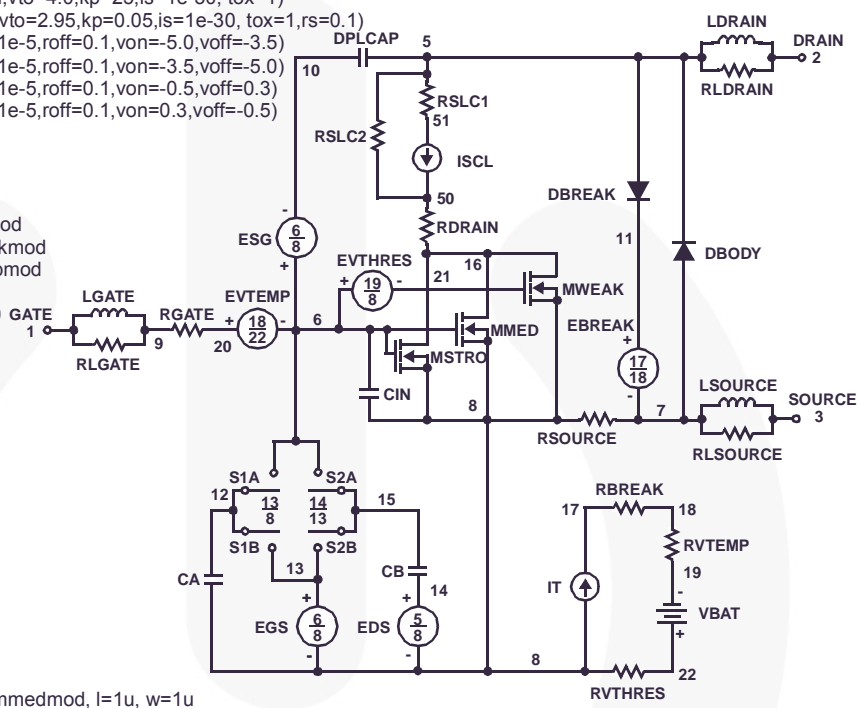 vto=2.95,kp=0.05,is=1e-30, tox=1,rs=0.1)
1e-5,roff=0.1,von=-5.0,voff=-3.5)
1e-5,roff=0.1,von=-3.5,voff=-5.0)
1e-5,roff=0.1,von=-0.5,voff=0.3)
1e-5,roff=0.1,von=0.3,voff=-0.5)
DPLCAP 5
10
LDRAIN
DRAIN
2
RLDRAIN
RSLC1
51
RSLC2
ISCL
50
RDRAIN
DBREAK
11
DBODY
od
kmod
omod
ESG
-
6
8
+
EVTHRES
+ 19 -
8
21
16
MWEAK
EBREAK
+
17
18
-
GATE
1
LGATE
RLGATE
9
RGATE
20
EVTEMP
+ 18 -
22
6
MMED
MSTRO
CIN
8
RSOURCE
7
LSOURCE
SOURCE
3
RLSOURCE
S1A
S2A
12
13
8
14
13
15
S1B
S2B
13
CA
CB
14
+
EGS
6
8
-
+
EDS
5
8
-
RBREAK
17
18
RVTEMP
19
IT
-
VBAT
+
8
22
RVTHRES
mmedmod, l=1u, w=1u